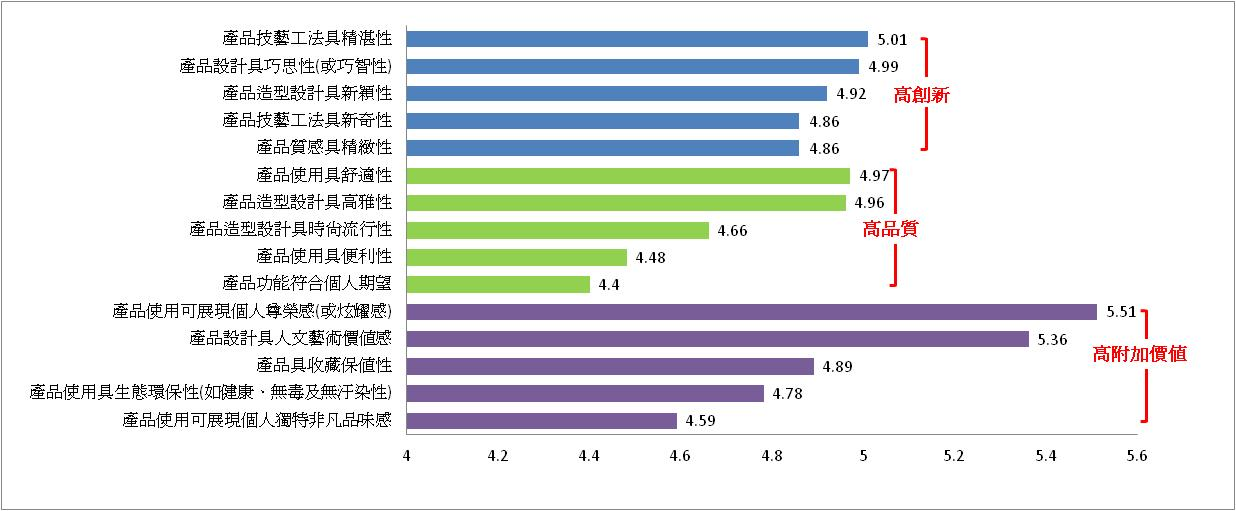 產品技藝工法具精湛性 5.01
產品設計具巧思性(或巧智性) 4.99
產品造型設計具新穎性 4.92
高創新
產品技藝工法具新奇性 4.86
產品質感具精緻性 4.86
產品使用具舒適性 4.97
產品造型設計具高雅性 4.96
產品造型設計具時尚流行性 4.66
高品質
產品使用具便利性 4.48
產品功能符合個人期望 4.4
產品使用可展現個人尊榮感(或炫耀感) 5.51
產品設計具人文藝術價值感 5.36
高附加價值
產品具收藏保值性 4.89
產品使用具生態環保性(如健康、無毒及無汙染性) 4.78
產品使用可展現個人獨特非凡品味感 4.59
4 4.2 4.4 4.6 4.8 5 5.2 5.4 5.6